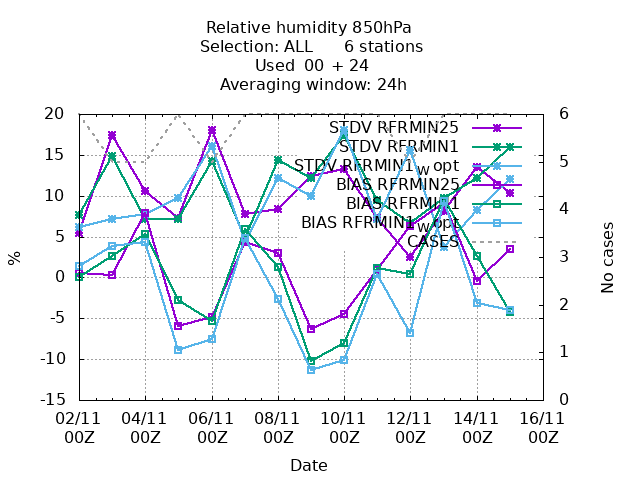 Relative humidity 850hPa
Selection: ALL 6 stations
Used 00 + 24
Averaging window: 24h
STDV RFRMIN25
STDV RFRMIN1
STDV RFRMIN1_w opt
BIAS RFRMIN25
BIAS RFRMIN1
BIAS RFRMIN1_w opt
CASES
%
No cases
20
15
10
5
0
-5
-10
-15
6
5
4
3
2
1
0
02/11 04/11 06/11 08/11 10/11 12/11 14/11 16/11
00Z 00Z 00Z 00Z 00Z 00Z 00Z 00Z
Date